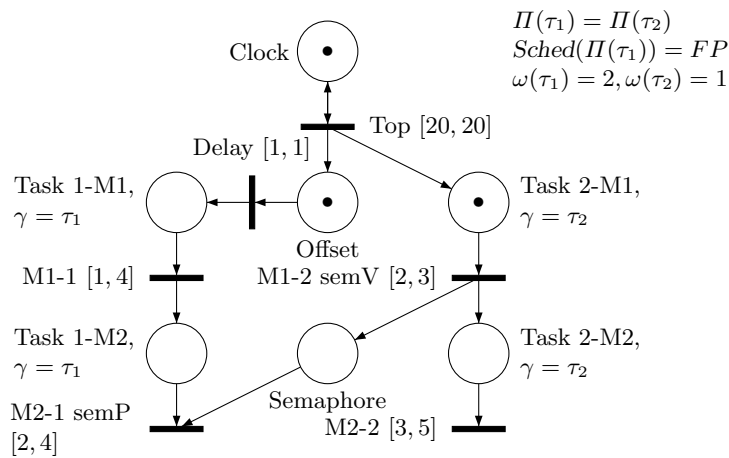 Π(τ₁) = Π(τ₂)
Clock
Sched(Π(τ₁)) = FP
ω(τ₁) = 2, ω(τ₂) = 1
Top [20, 20]
Delay [1, 1]
Task 1-M1,
γ = τ₁
Task 2-M1,
γ = τ₂
Offset
M1-1 [1, 4]
M1-2 semV [2, 3]
Task 1-M2,
γ = τ₁
Task 2-M2,
γ = τ₂
Semaphore
M2-1 semP
[2, 4]
M2-2 [3, 5]